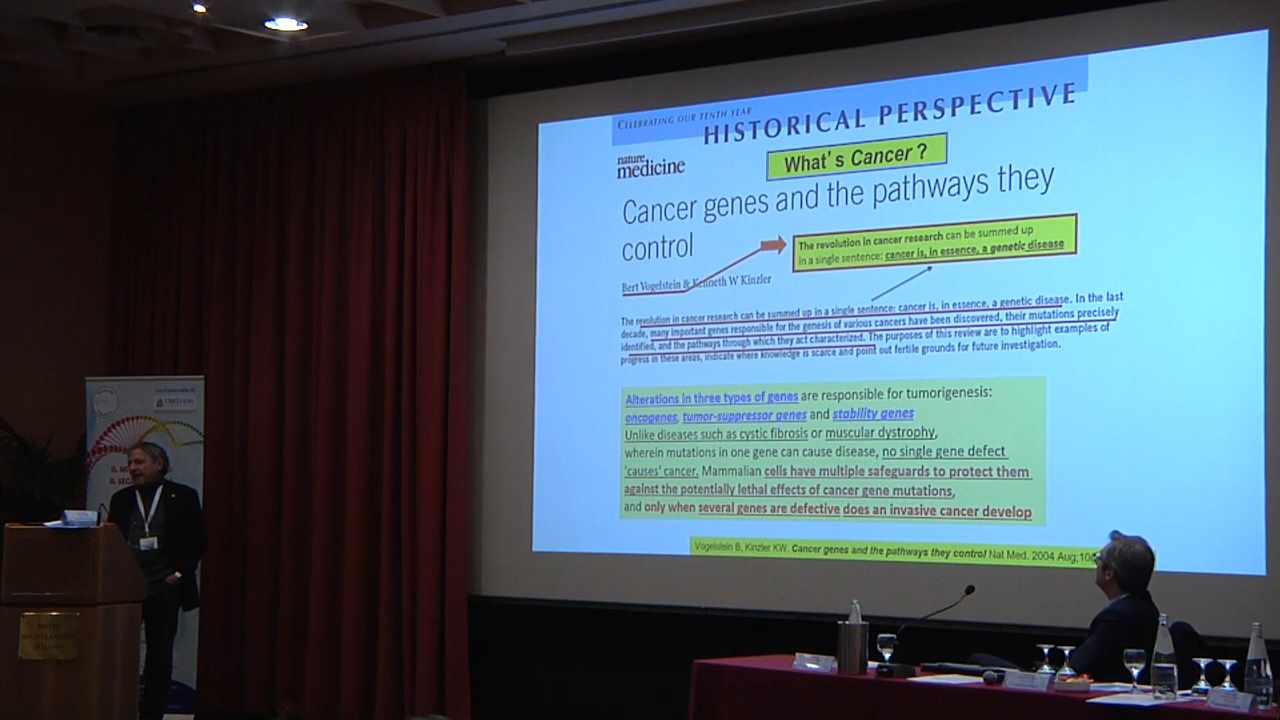 CELEBRATING OUR TENTH YEAR
HISTORICAL PERSPECTIVE
nature
medicine
What's Cancer ?
Cancer genes and the pathways they
control
The revolution in cancer research can be summed up
in a single sentence: cancer is, in essence, a genetic disease
Bert Vogelstein & Kenneth W Kinzler
The revolution in cancer research can be summed up in a single sentence: cancer is, in essence, a genetic disease. In the last
decade, many important genes responsible for the genesis of various cancers have been discovered, their mutations precisely
identified, and the pathways through which they act characterized. The purposes of this review are to highlight examples of
progress in these areas, indicate where knowledge is scarce and point out fertile grounds for future investigation.
Alterations in three types of genes are responsible for tumorigenesis:
oncogenes, tumor-suppressor genes and stability genes
Unlike diseases such as cystic fibrosis or muscular dystrophy,
wherein mutations in one gene can cause disease, no single gene defect
'causes' cancer. Mammalian cells have multiple safeguards to protect them
against the potentially lethal effects of cancer gene mutations,
and only when several genes are defective does an invasive cancer develop
Vogelstein B, Kinzler KW. Cancer genes and the pathways they control Nat Med. 2004 Aug;10
IL
IL
HOTEL
MICHELANGELO
MILANO